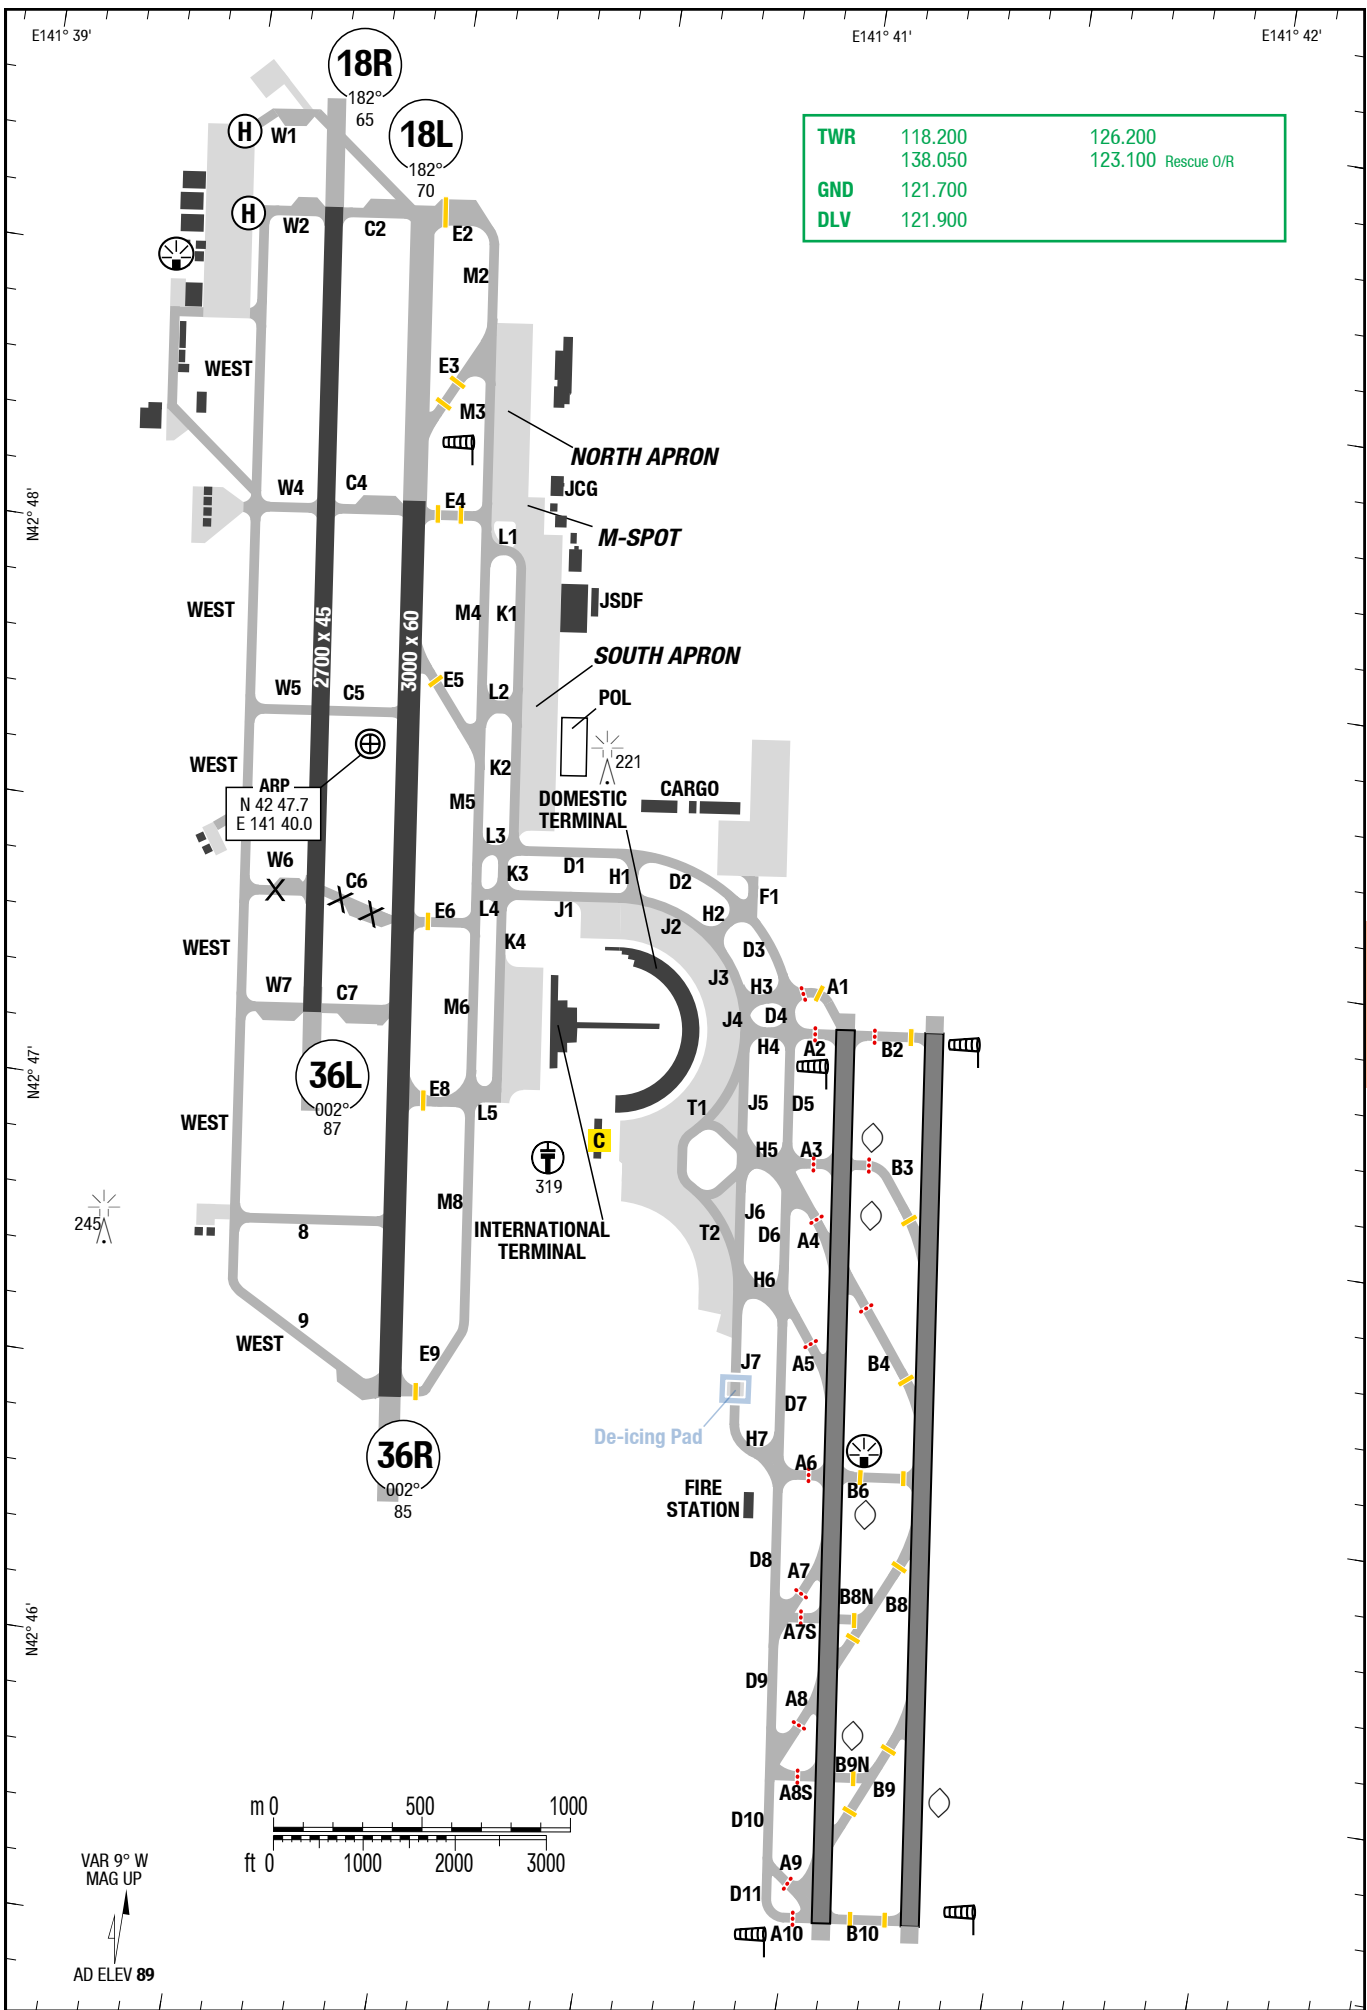 E141° 39'
E141° 41'
E141° 42'
18R
182°
65
18L
182°
70
TWR 118.200 126.200
138.050 123.100 Rescue O/R
GND 121.700
DLV 121.900
H
W1
H
W2
C2
E2
M2
WEST
E3
M3
NORTH APRON
W4
C4
E4
JCG
N42° 48'
L1
M-SPOT
WEST
2700 x 45
3000 x 60
M4
K1
JSDF
SOUTH APRON
W5
C5
E5
L2
POL
WEST
ARP
N 42 47.7
E 141 40.0
K2
221
M5
DOMESTIC
TERMINAL
CARGO
L3
W6
C6
K3
D1
H1
D2
F1
E6
L4
J1
J2
H2
WEST
K4
D3
W7
C7
M6
J3
H3
A1
J4
D4
H4
A2
B2
N42° 47'
36L
002°
87
E8
L5
T1
J5
D5
WEST
C
H5
A3
B3
319
245
M8
INTERNATIONAL
TERMINAL
8
T2
J6
D6
A4
H6
9
WEST
E9
J7
A5
B4
D7
De-icing Pad
H7
36R
002°
85
A6
B6
FIRE
STATION
D8
A7
B8N
B8
N42° 46'
A7S
D9
A8
B9N
A8S
B9
D10
m 0 500 1000
ft 0 1000 2000 3000
VAR 9° W
MAG UP
A9
D11
A10
B10
AD ELEV 89